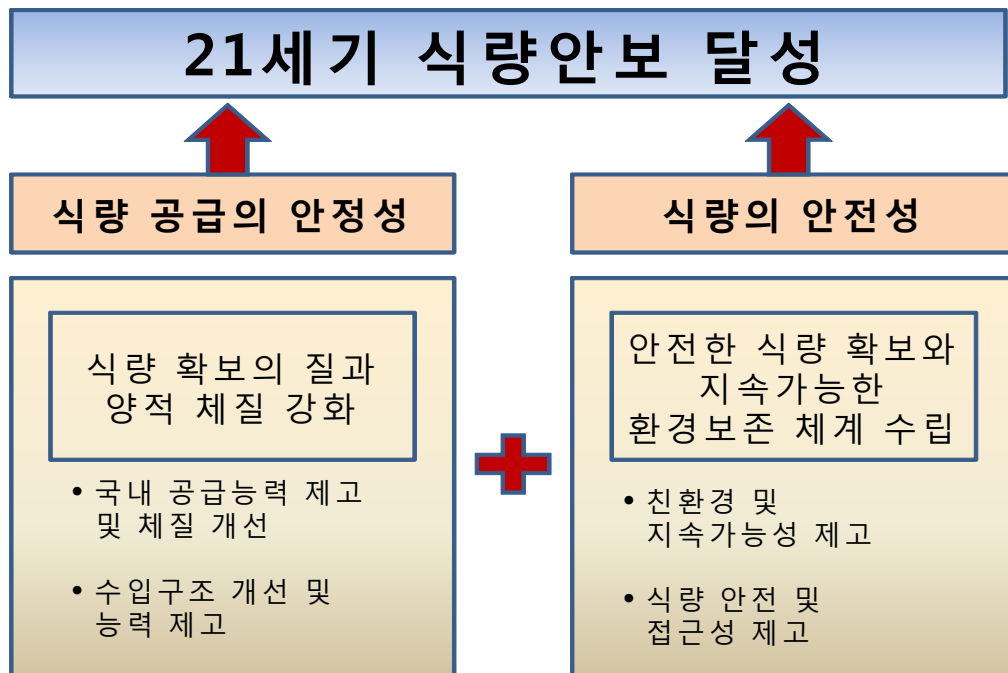 21세기 식량안보 달성
식량 공급의 안정성
식량 확보의 질과
양적 체질 강화
• 국내 공급능력 제고
및 체질 개선
• 수입구조 개선 및
능력 제고
식량의 안전성
안전한 식량 확보와
지속가능한
환경보존 체계 수립
• 친환경 및
지속가능성 제고
• 식량 안전 및
접근성 제고